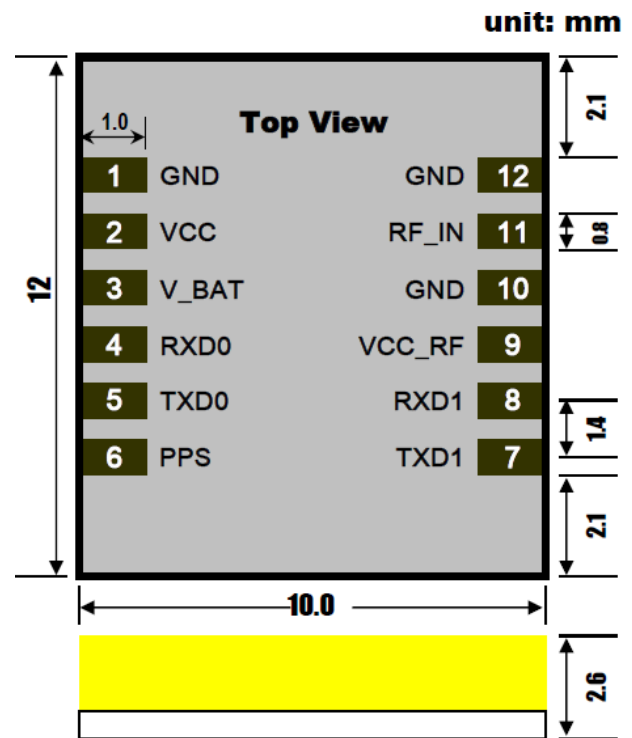 unit: mm
2.1
1.0
Top View
1 GND GND 12
2 VCC RF_IN 11
0.8
12
3 V_BAT GND 10
4 RXD0 VCC_RF 9
5 TXD0 RXD1 8
1.4
6 PPS TXD1 7
2.1
10.0
2.6